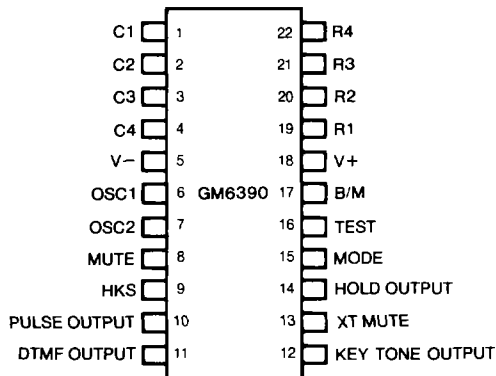 C1 1 22 R4
C2 2 21 R3
C3 3 20 R2
C4 4 19 R1
V− 5 18 V+
OSC1 6 GM6390 17 B/M
OSC2 7 16 TEST
MUTE 8 15 MODE
HKS 9 14 HOLD OUTPUT
PULSE OUTPUT 10 13 XT MUTE
DTMF OUTPUT 11 12 KEY TONE OUTPUT